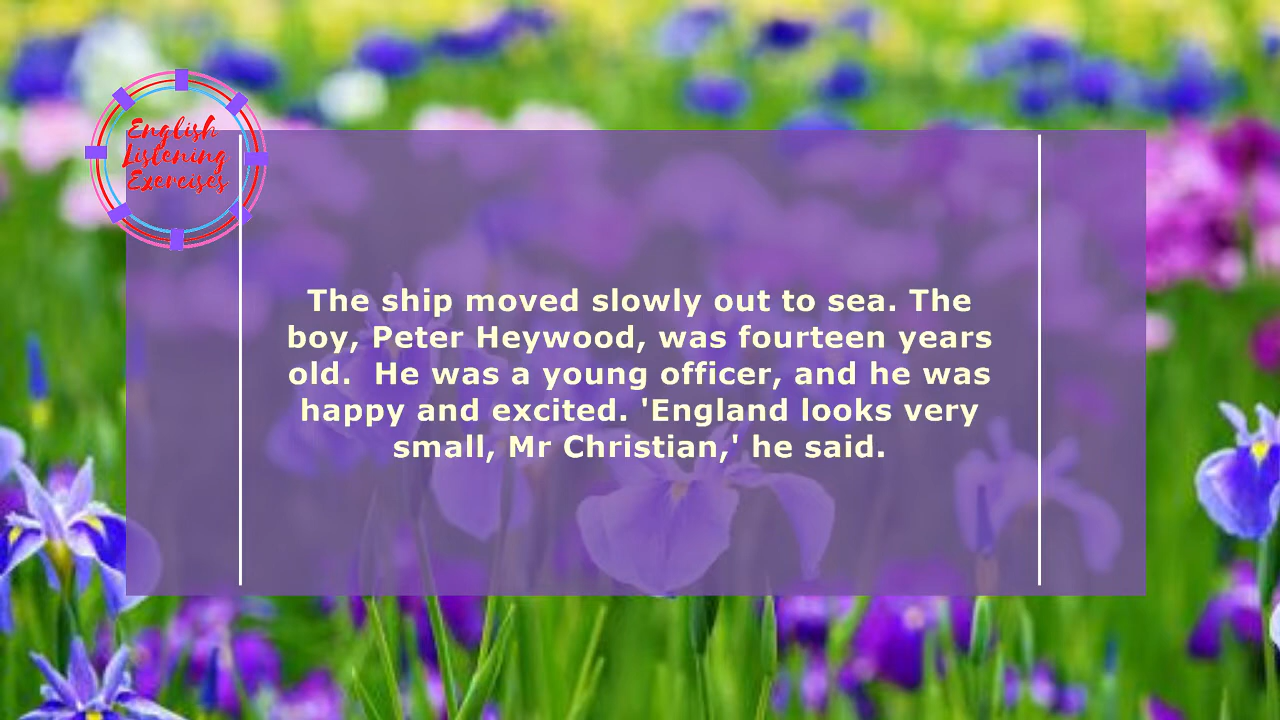 English
Listening
Exercises
The ship moved slowly out to sea. The
boy, Peter Heywood, was fourteen years
old.  He was a young officer, and he was
happy and excited. 'England looks very
small, Mr Christian,' he said.